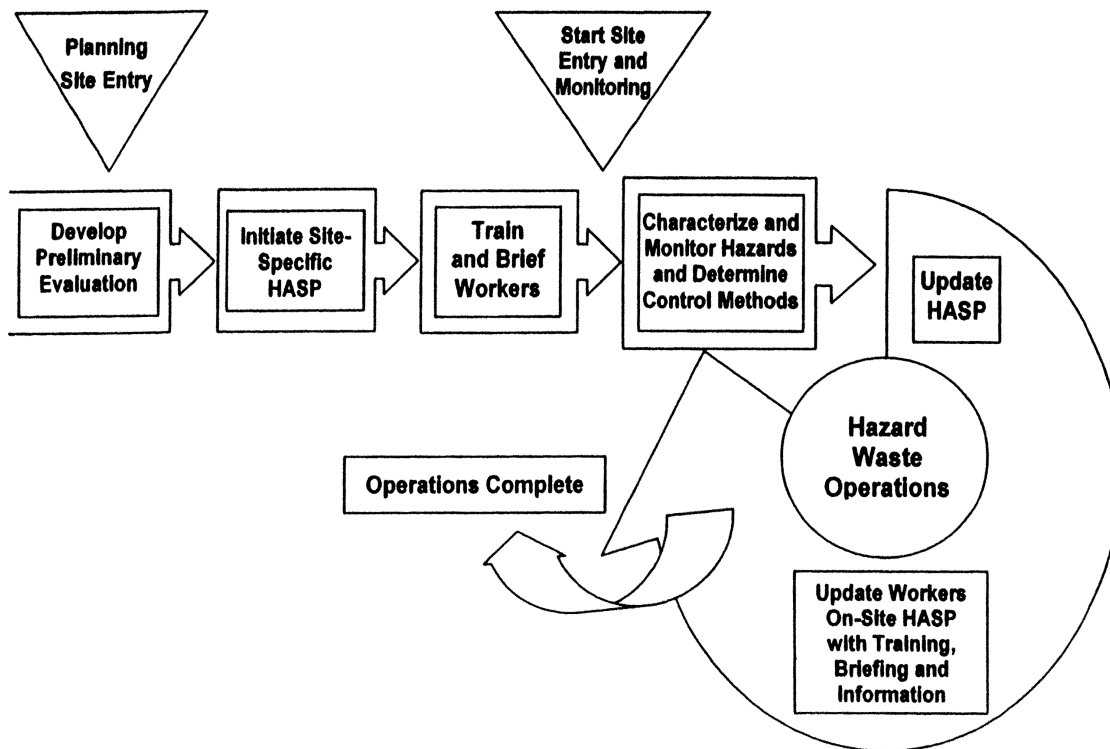 Planning
Site Entry
Start Site
Entry and
Monitoring
Develop
Preliminary
Evaluation
Initiate Site-
Specific
HASP
Train
and Brief
Workers
Characterize and
Monitor Hazards
and Determine
Control Methods
Update
HASP
Hazard
Waste
Operations
Operations Complete
Update Workers
On-Site HASP
with Training,
Briefing and
Information